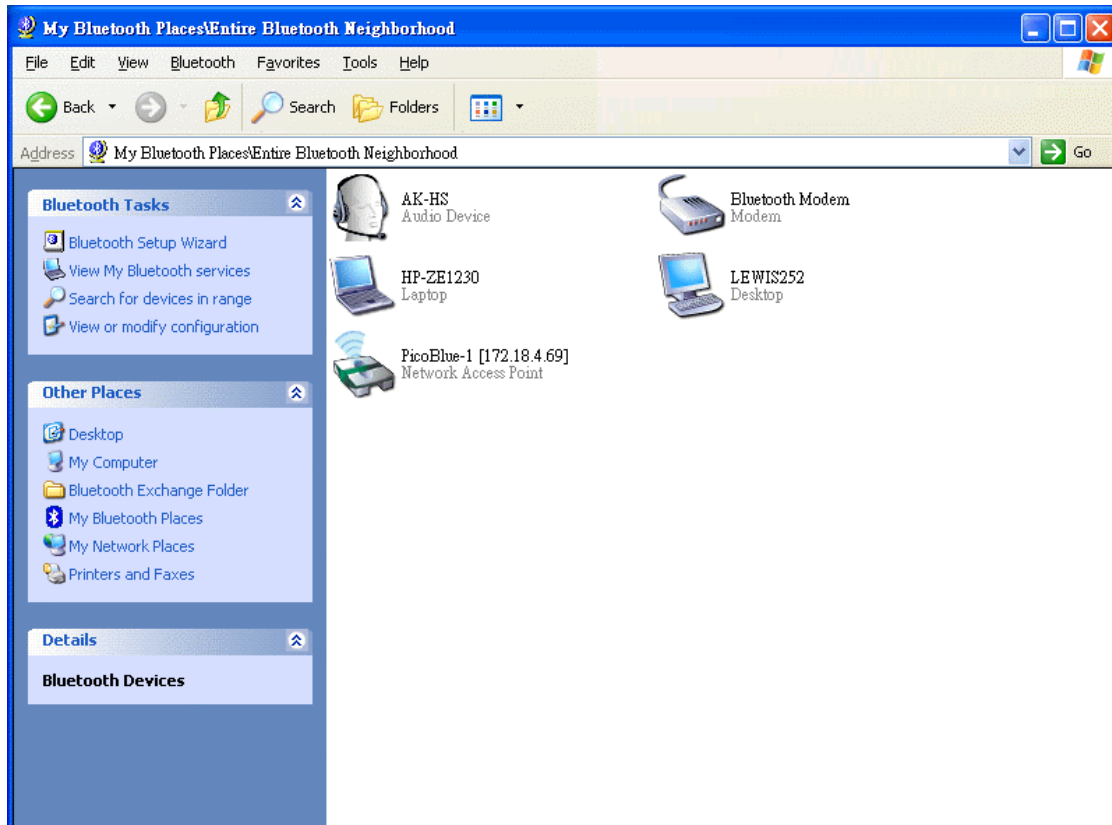 My Bluetooth Places\Entire Bluetooth Neighborhood
File Edit View Bluetooth Favorites Tools Help
Back Search Folders
Address My Bluetooth Places\Entire Bluetooth Neighborhood Go
Bluetooth Tasks
Bluetooth Setup Wizard
View My Bluetooth services
Search for devices in range
View or modify configuration
Other Places
Desktop
My Computer
Bluetooth Exchange Folder
My Bluetooth Places
My Network Places
Printers and Faxes
Details
Bluetooth Devices
AK-HS
Audio Device
Bluetooth Modem
Modem
HP-ZE1230
Laptop
LEWIS252
Desktop
PicoBlue-1 [172.18.4.69]
Network Access Point